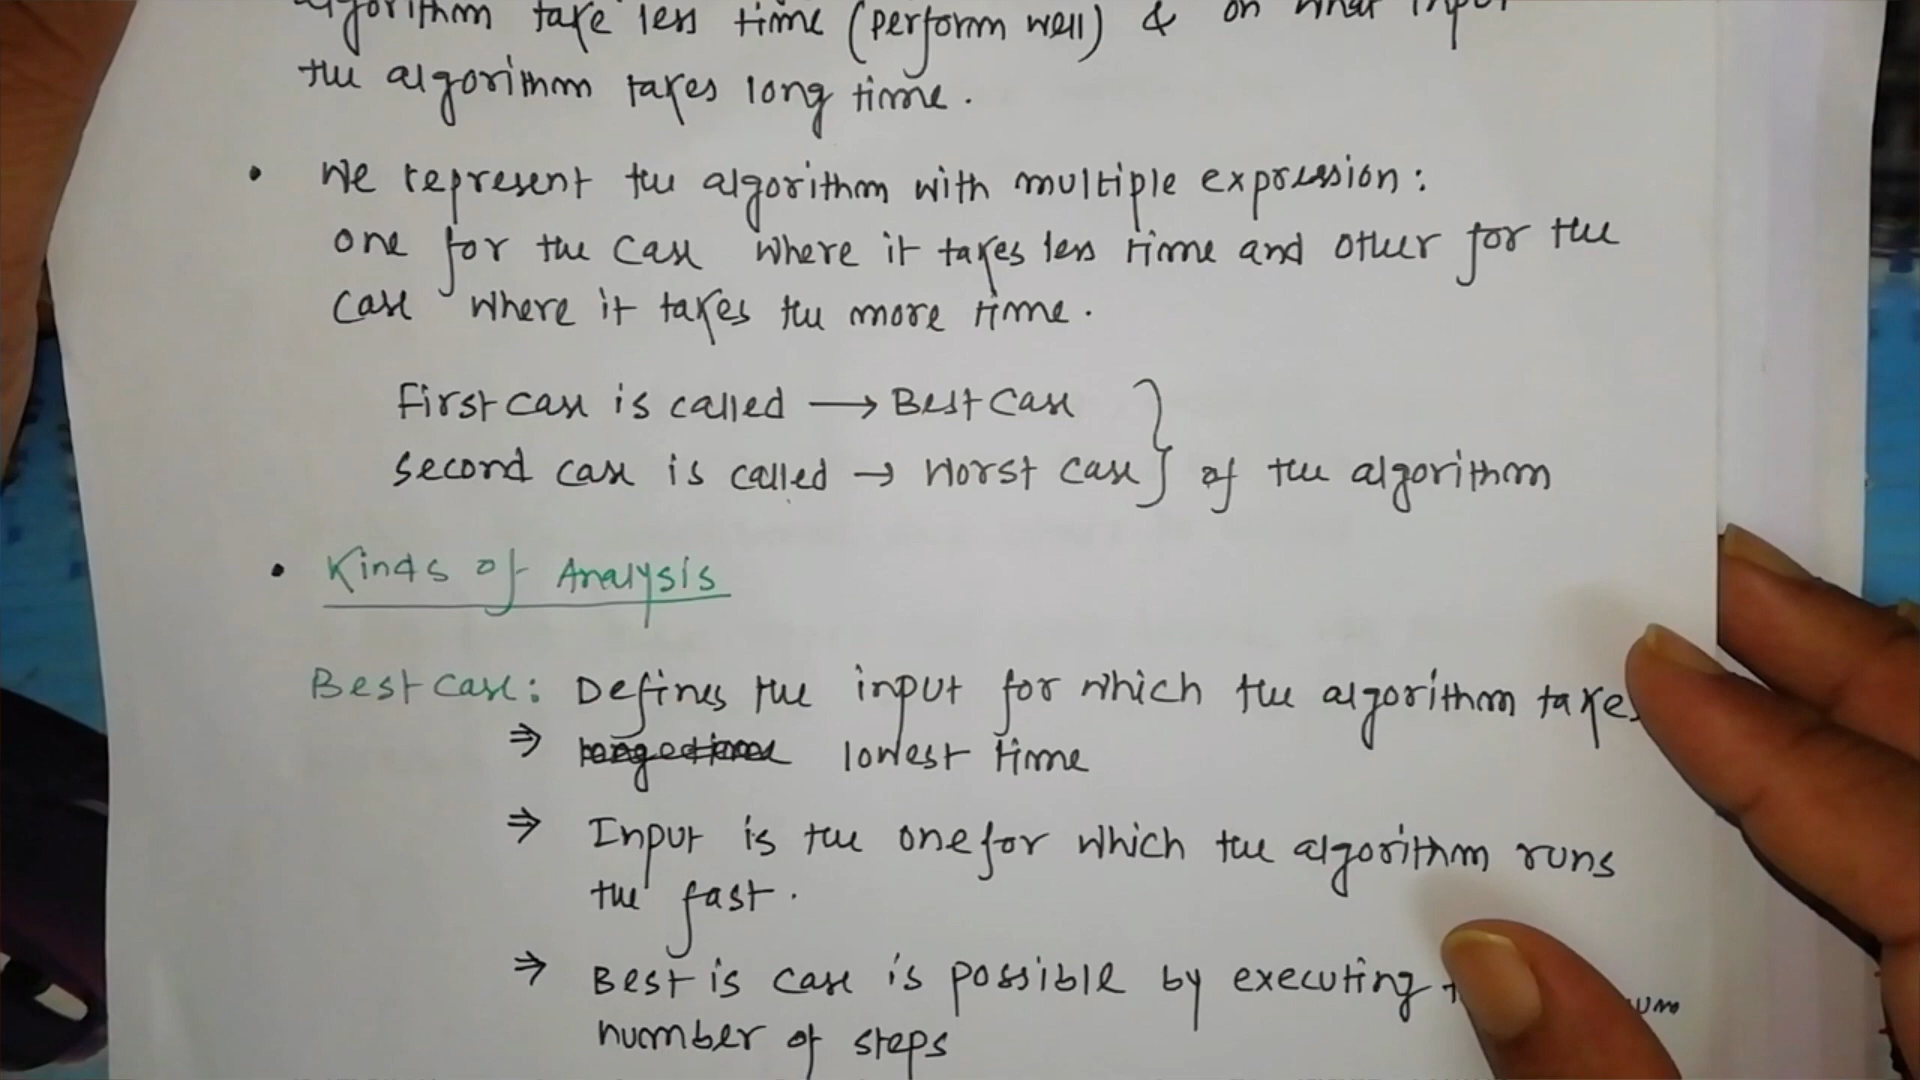 algorithm take less time (perform well) & on what input
the algorithm takes long time.
• We represent the algorithm with multiple expression:
one for the case where it takes less time and other for the
case where it takes the more time.
First case is called → Best Case
second case is called → Worst case } of the algorithm
• Kinds of Analysis
Best case: Defines the input for which the algorithm takes
⇒ lowest time
⇒ Input is the one for which the algorithm runs
the fast.
⇒ Best is case is possible by executing
number of steps